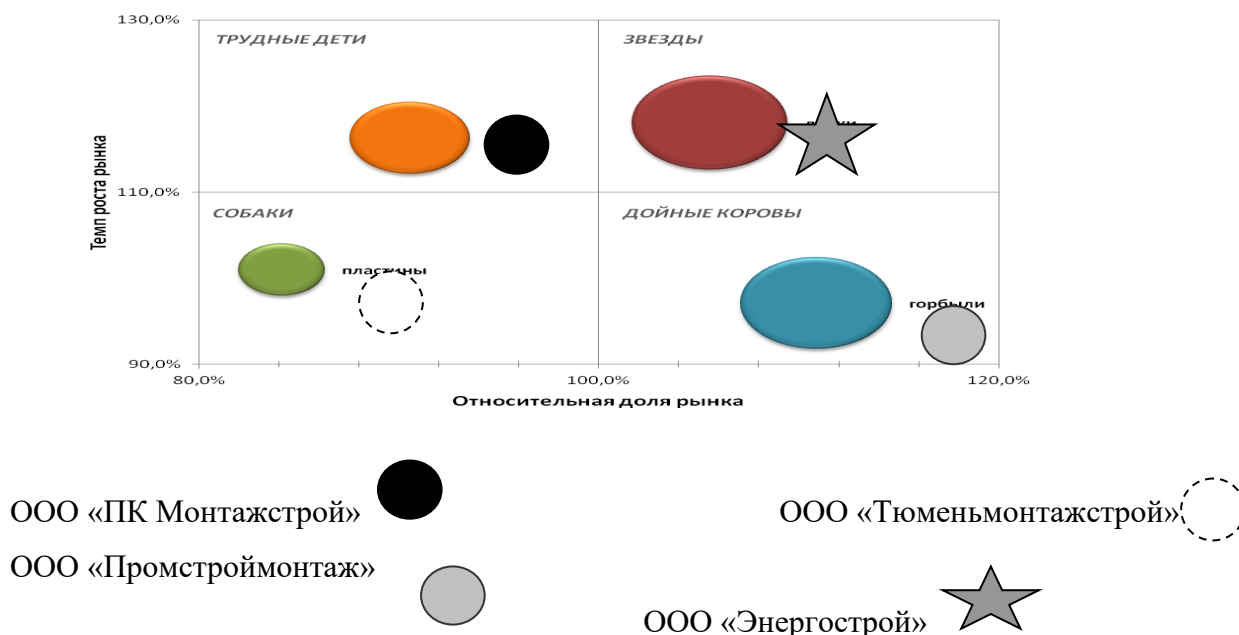 130,0%
ТРУДНЫЕ ДЕТИ
ЗВЕЗДЫ
Темп роста рынка
110,0%
СОБАКИ
ДОЙНЫЕ КОРОВЫ
пластины
горбыли
90,0%
80,0%
100,0%
120,0%
Относительная доля рынка
ООО «ПК Монтажстрой»
ООО «Тюменьмонтажстрой»
ООО «Промстроймонтаж»
ООО «Энергострой»